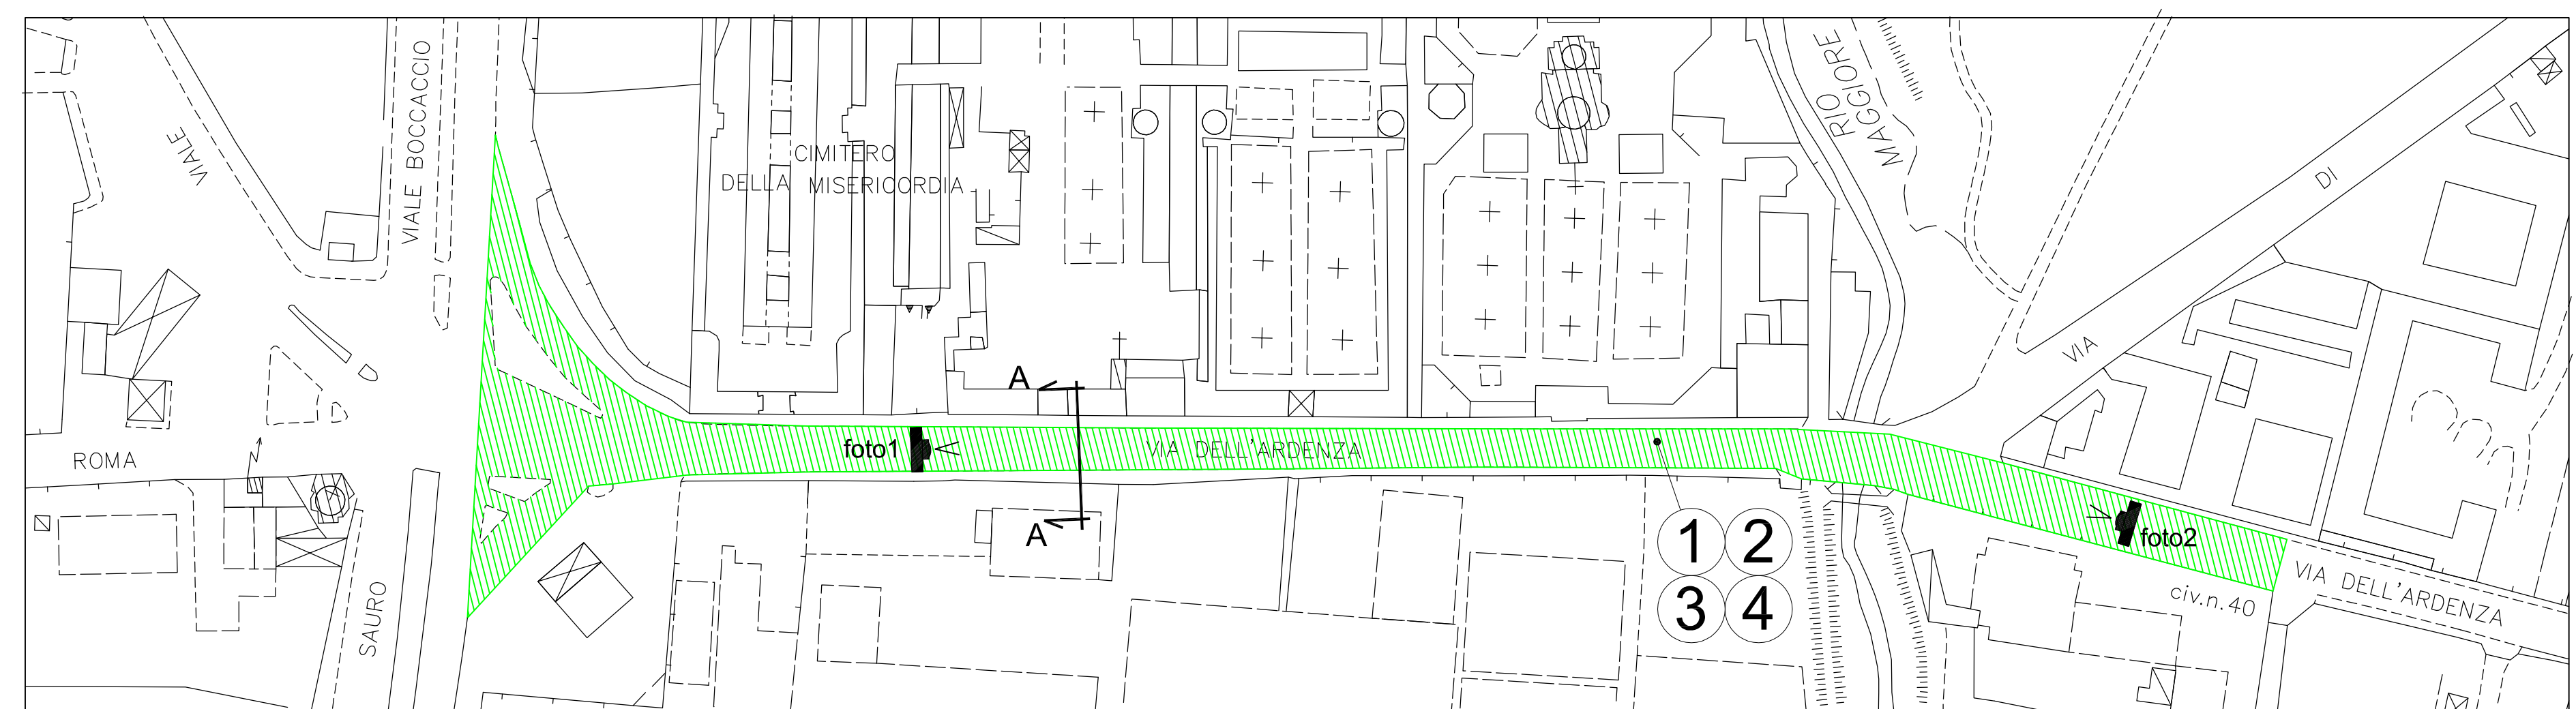 VIALE
VIALE BOCCACCIO
CIMITERO
DELLA MISERICORDIA
RIO
MAGGIORE
VIA
DI
ROMA
SAURO
A
foto1
VIA DELL'ARDENZA
A
1 2
3 4
foto2
civ.n.40
VIA DELL'ARDENZA